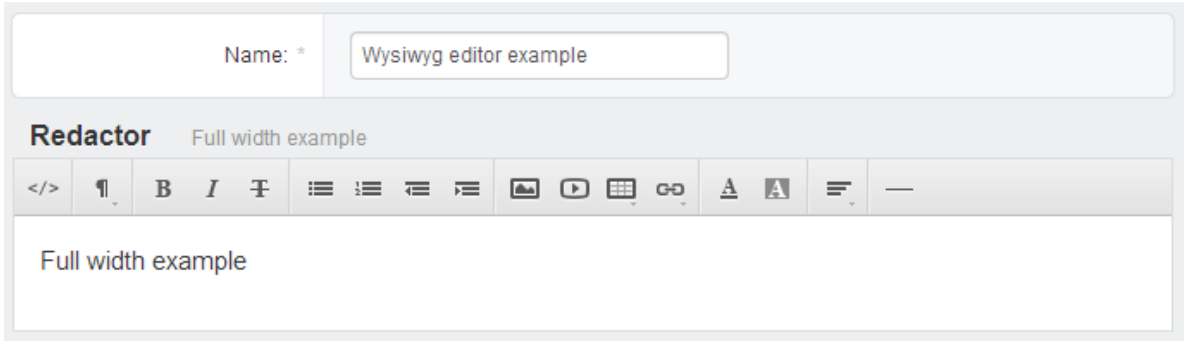 Name: *
Wysiwyg editor example
Redactor Full width example
</> ¶ B I T A A
Full width example